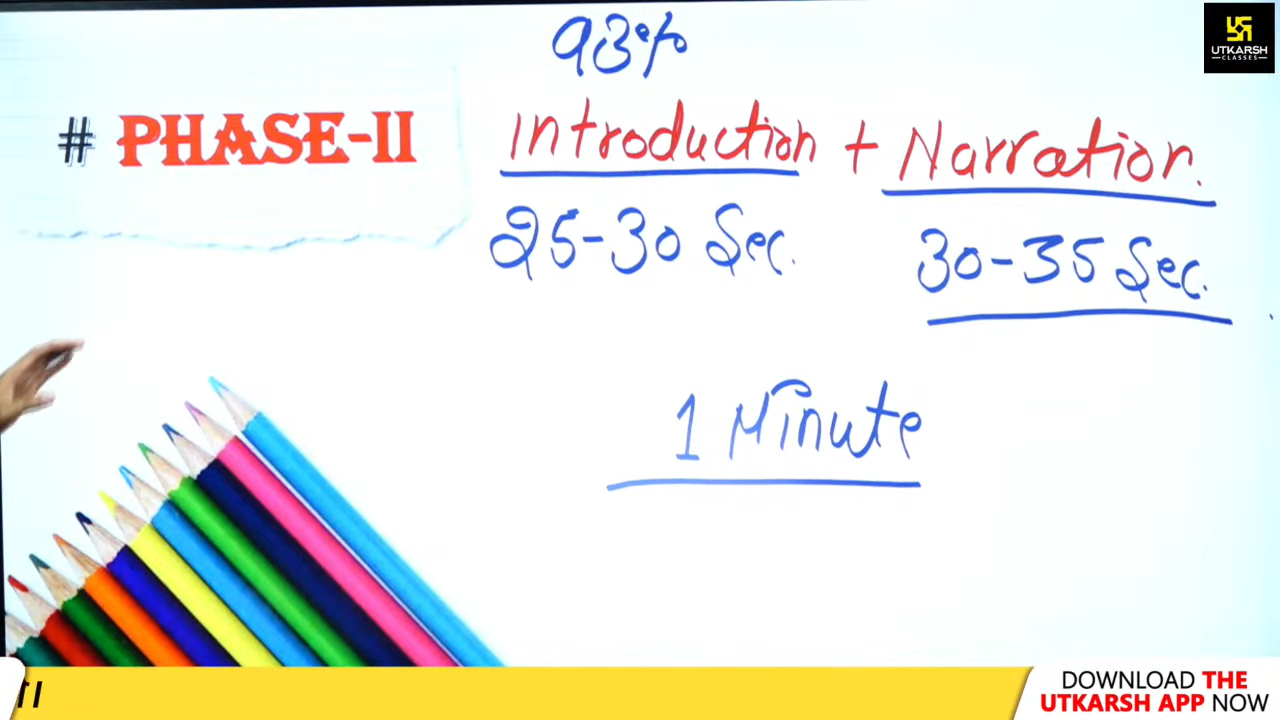 93%
UTKARSH
CLASSES
# PHASE-II
Introduction + Narration.
25-30 Sec.
30-35 Sec.
1 Minute
DOWNLOAD THE
UTKARSH APP NOW